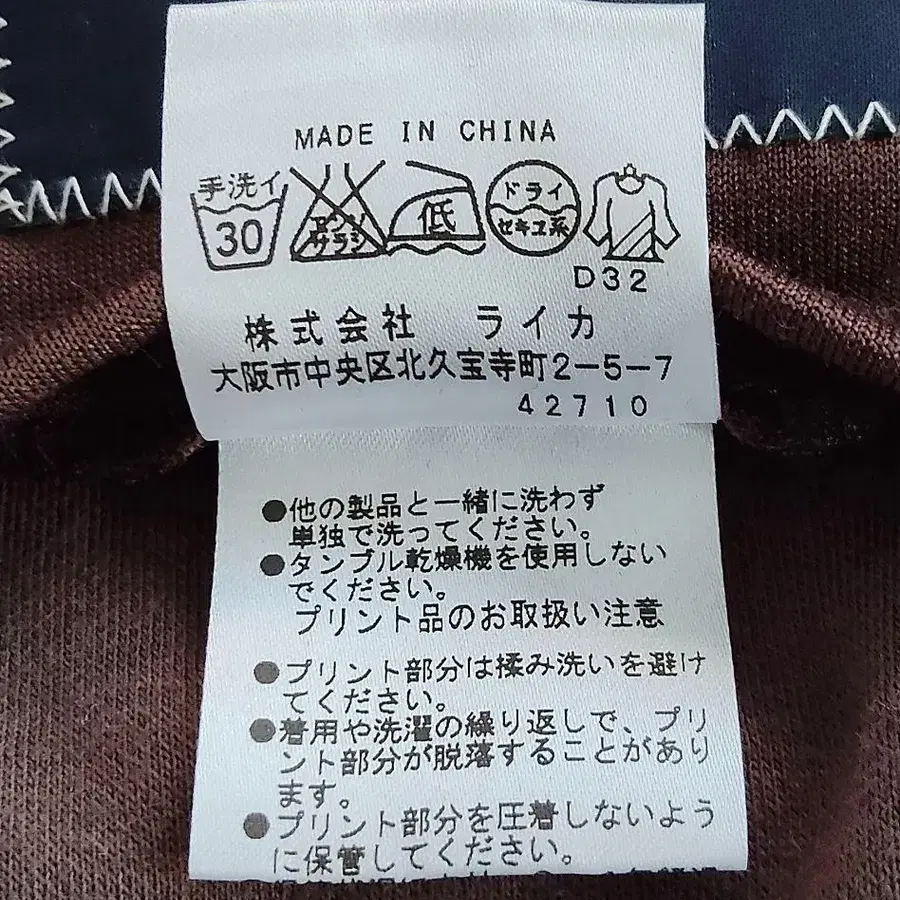 MADE IN CHINA
手洗イ
30
エンソ
サラシ
低
ドライ
セキユ系
D32
株式会社 ライカ
大阪市中央区北久宝寺町2-5-7
42710
●他の製品と一緒に洗わず
単独で洗ってください。
●タンブル乾燥機を使用しない
でください。
プリント品のお取扱い注意
●プリント部分は揉み洗いを避け
てください。
●着用や洗濯の繰り返しで、プリ
ント部分が脱落することがあり
ます。
●プリント部分を圧着しないよう
に保管してください。